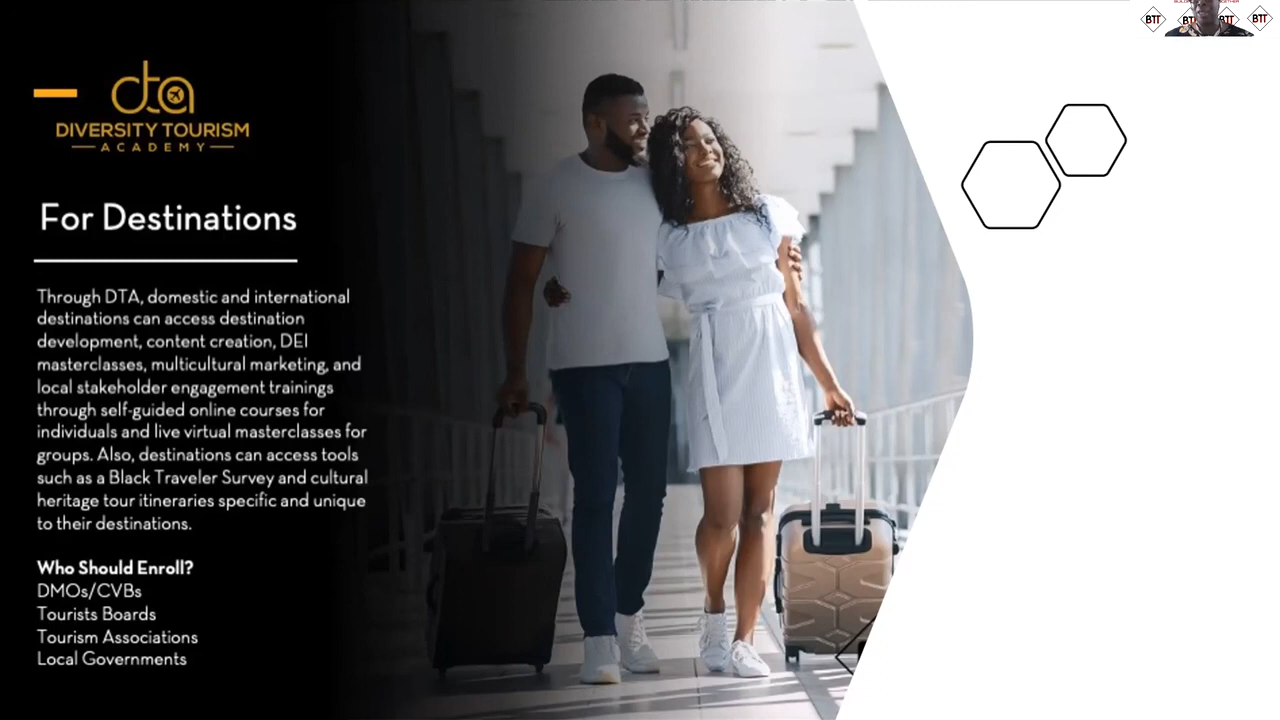 dta
DIVERSITY TOURISM
ACADEMY
For Destinations
Through DTA, domestic and international
destinations can access destination
development, content creation, DEI
masterclasses, multicultural marketing, and
local stakeholder engagement trainings
through self-guided online courses for
individuals and live virtual masterclasses for
groups. Also, destinations can access tools
such as a Black Traveler Survey and cultural
heritage tour itineraries specific and unique
to their destinations.
Who Should Enroll?
DMOs/CVBs
Tourists Boards
Tourism Associations
Local Governments
BTT
BTT
BTT